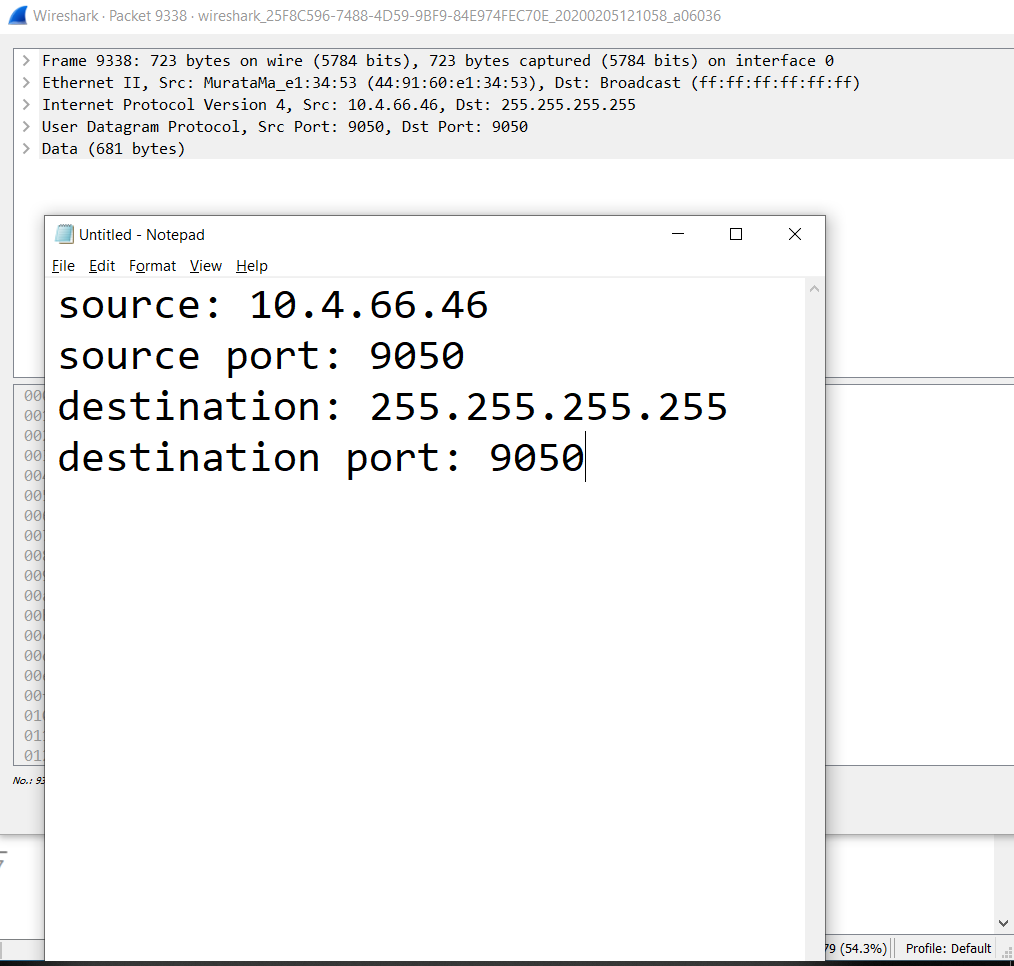 Wireshark · Packet 9338 · wireshark_25F8C596-7488-4D59-9BF9-84E974FEC70E_20200205121058_a06036
Frame 9338: 723 bytes on wire (5784 bits), 723 bytes captured (5784 bits) on interface 0
Ethernet II, Src: MurataMa_e1:34:53 (44:91:60:e1:34:53), Dst: Broadcast (ff:ff:ff:ff:ff:ff)
Internet Protocol Version 4, Src: 10.4.66.46, Dst: 255.255.255.255
User Datagram Protocol, Src Port: 9050, Dst Port: 9050
Data (681 bytes)
Untitled - Notepad
File Edit Format View Help
source: 10.4.66.46
source port: 9050
destination: 255.255.255.255
destination port: 9050
No.:
(54.3%) Profile: Default